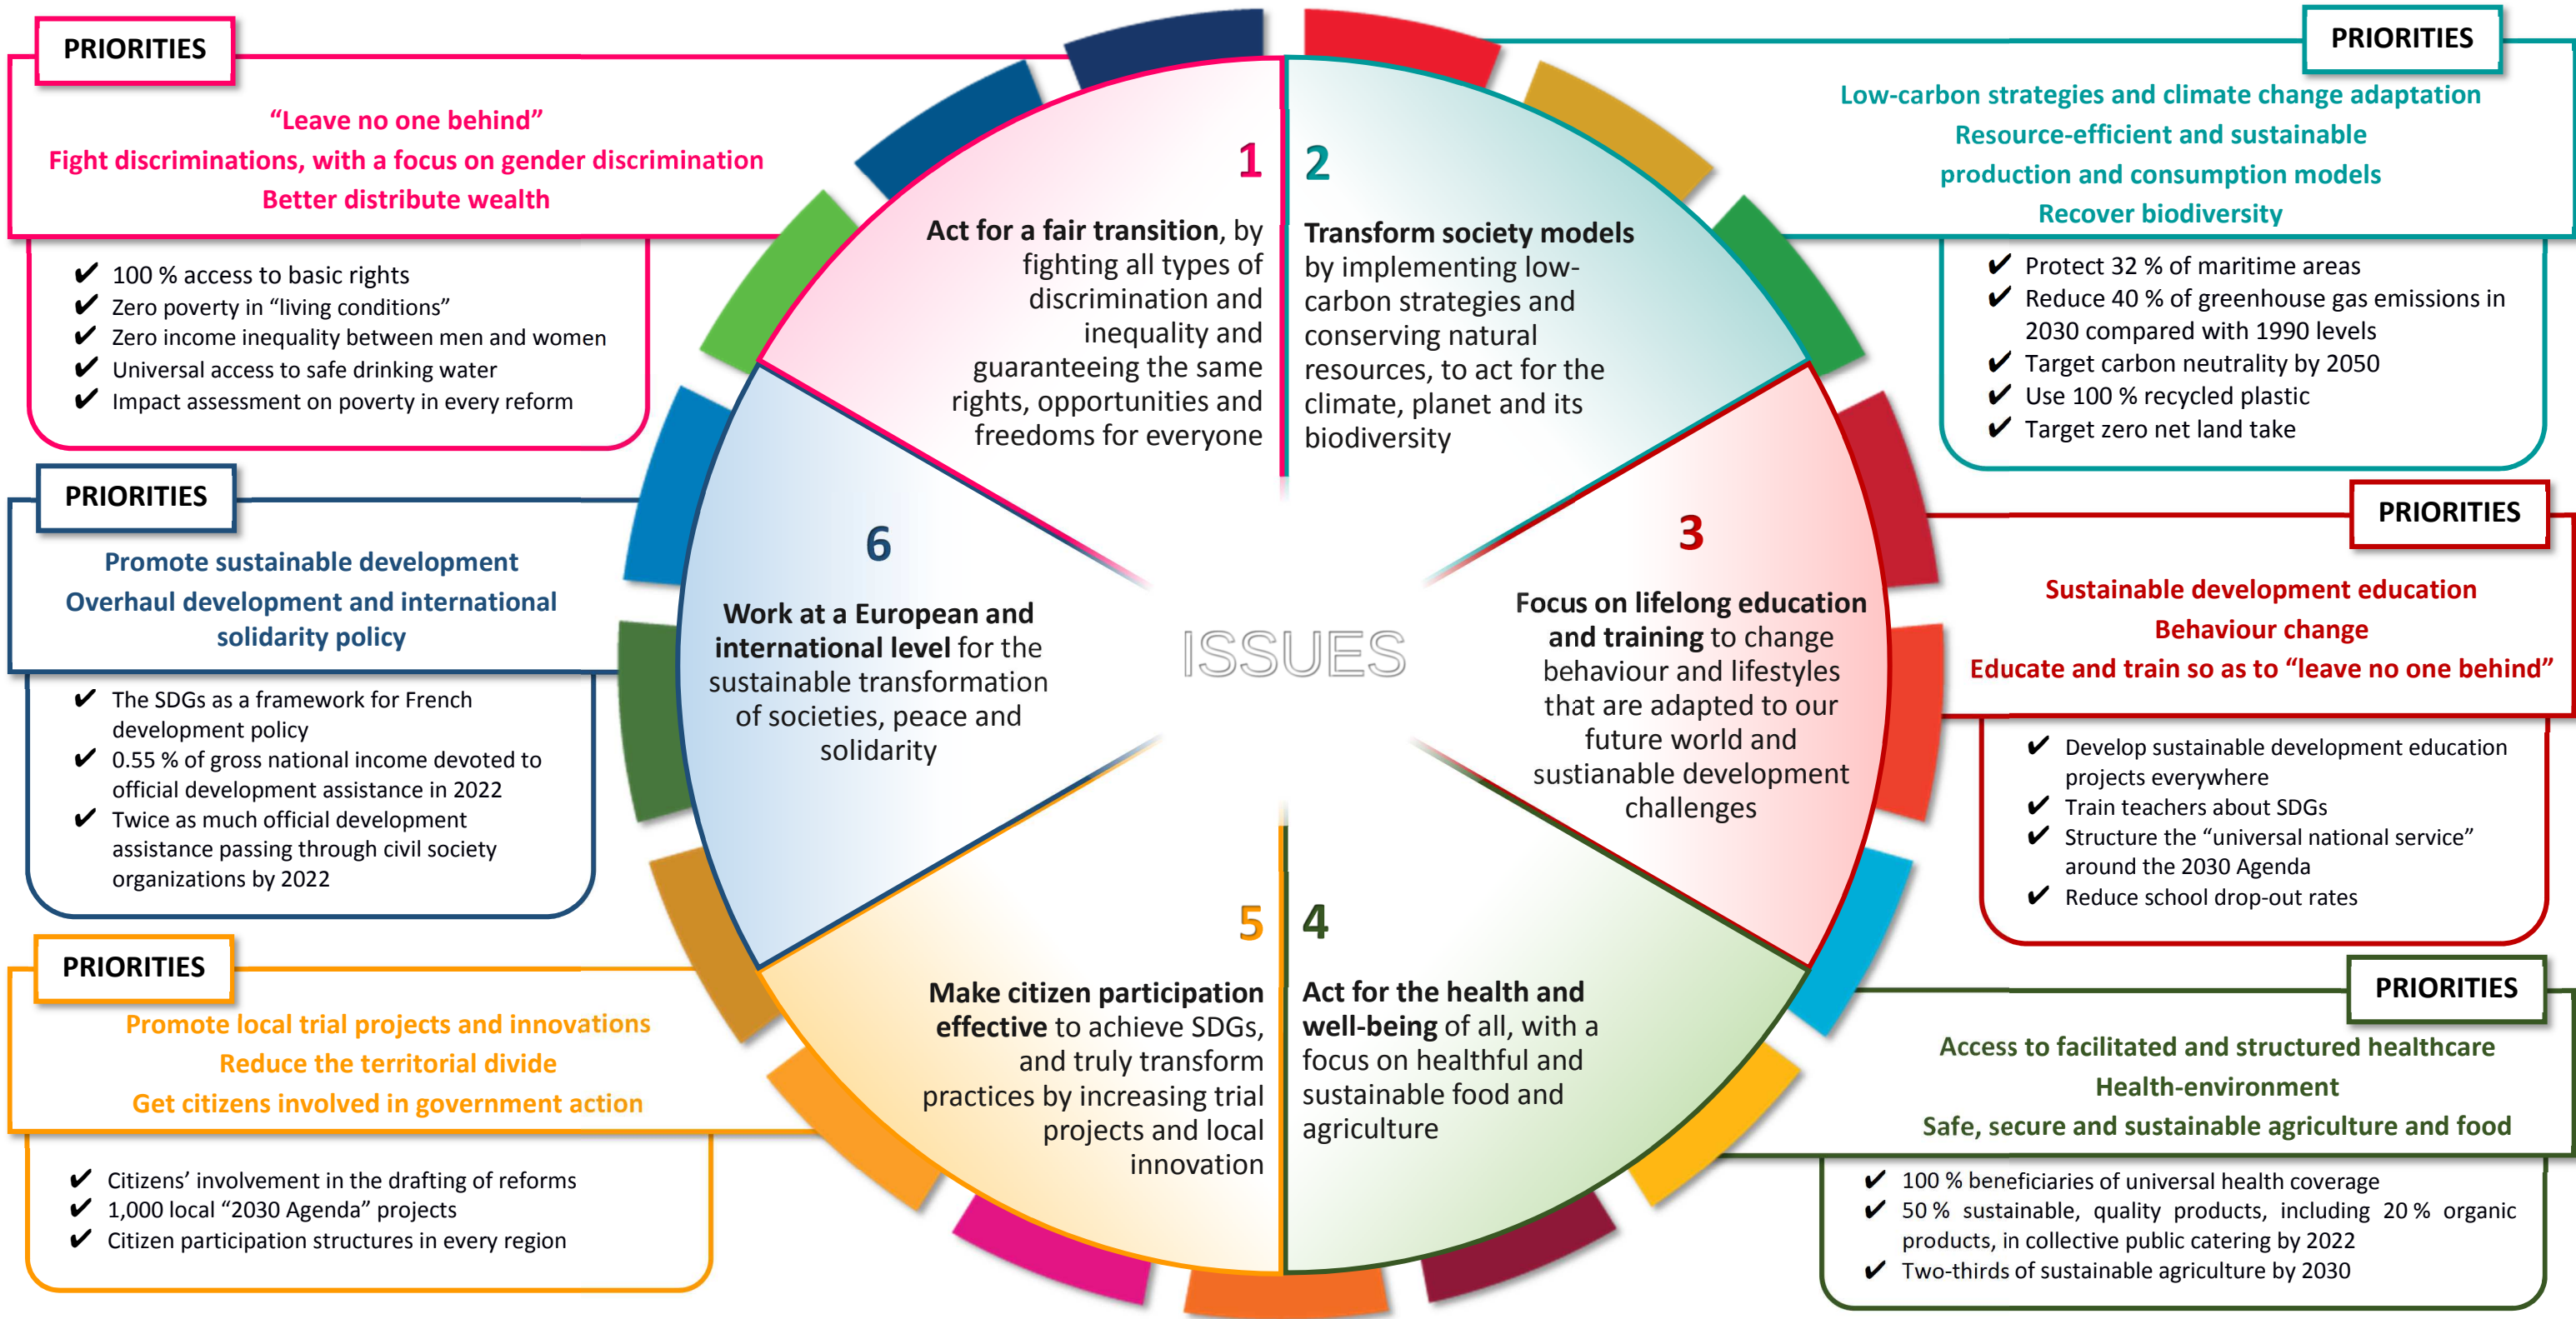 PRIORITIES
“Leave no one behind”
Fight discriminations, with a focus on gender discrimination
Better distribute wealth
✔ 100 % access to basic rights
✔ Zero poverty in “living conditions”
✔ Zero income inequality between men and women
✔ Universal access to safe drinking water
✔ Impact assessment on poverty in every reform
1
Act for a fair transition, by
fighting all types of
discrimination and
inequality and
guaranteeing the same
rights, opportunities and
freedoms for everyone
2
Transform society models
by implementing low-
carbon strategies and
conserving natural
resources, to act for the
climate, planet and its
biodiversity
PRIORITIES
Low-carbon strategies and climate change adaptation
Resource-efficient and sustainable
production and consumption models
Recover biodiversity
✔ Protect 32 % of maritime areas
✔ Reduce 40 % of greenhouse gas emissions in
2030 compared with 1990 levels
✔ Target carbon neutrality by 2050
✔ Use 100 % recycled plastic
✔ Target zero net land take
PRIORITIES
Promote sustainable development
Overhaul development and international
solidarity policy
✔ The SDGs as a framework for French
development policy
✔ 0.55 % of gross national income devoted to
official development assistance in 2022
✔ Twice as much official development
assistance passing through civil society
organizations by 2022
6
Work at a European and
international level for the
sustainable transformation
of societies, peace and
solidarity
ISSUES
3
Focus on lifelong education
and training to change
behaviour and lifestyles
that are adapted to our
future world and
sustianable development
challenges
PRIORITIES
Sustainable development education
Behaviour change
Educate and train so as to “leave no one behind”
✔ Develop sustainable development education
projects everywhere
✔ Train teachers about SDGs
✔ Structure the “universal national service”
around the 2030 Agenda
✔ Reduce school drop-out rates
PRIORITIES
Promote local trial projects and innovations
Reduce the territorial divide
Get citizens involved in government action
✔ Citizens’ involvement in the drafting of reforms
✔ 1,000 local “2030 Agenda” projects
✔ Citizen participation structures in every region
5
Make citizen participation
effective to achieve SDGs,
and truly transform
practices by increasing trial
projects and local
innovation
4
Act for the health and
well-being of all, with a
focus on healthful and
sustainable food and
agriculture
PRIORITIES
Access to facilitated and structured healthcare
Health-environment
Safe, secure and sustainable agriculture and food
✔ 100 % beneficiaries of universal health coverage
✔ 50 % sustainable, quality products, including 20 % organic
products, in collective public catering by 2022
✔ Two-thirds of sustainable agriculture by 2030